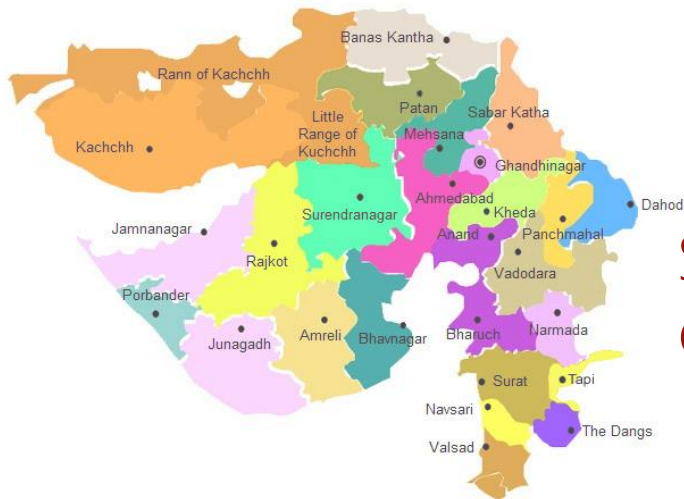 Banas Kantha
Rann of Kachchh
Patan
Sabar Katha
Little
Range of
Kuchchh
Mehsana
Kachchh
Ghandhinagar
Ahmedabad
Surendranagar
Kheda
Dahod
Panchmahal
Jamnanagar
Anand
Rajkot
Vadodara
Porbander
Junagadh
Amreli
Bhavnagar
Bharuch
Narmada
Surat
Tapi
Navsari
The Dangs
Valsad